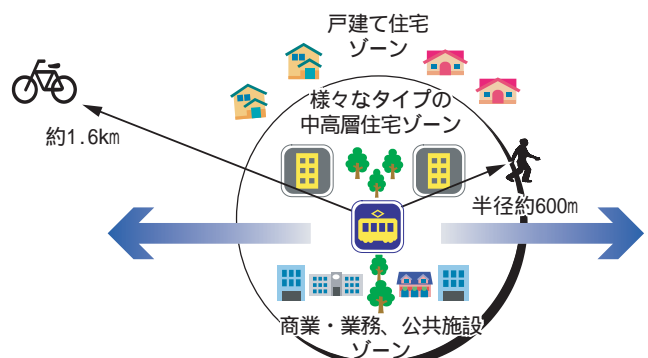 戸建て住宅
ゾーン
様々なタイプの
中高層住宅ゾーン
約1.6km
半径約600m
商業・業務、公共施設
ゾーン